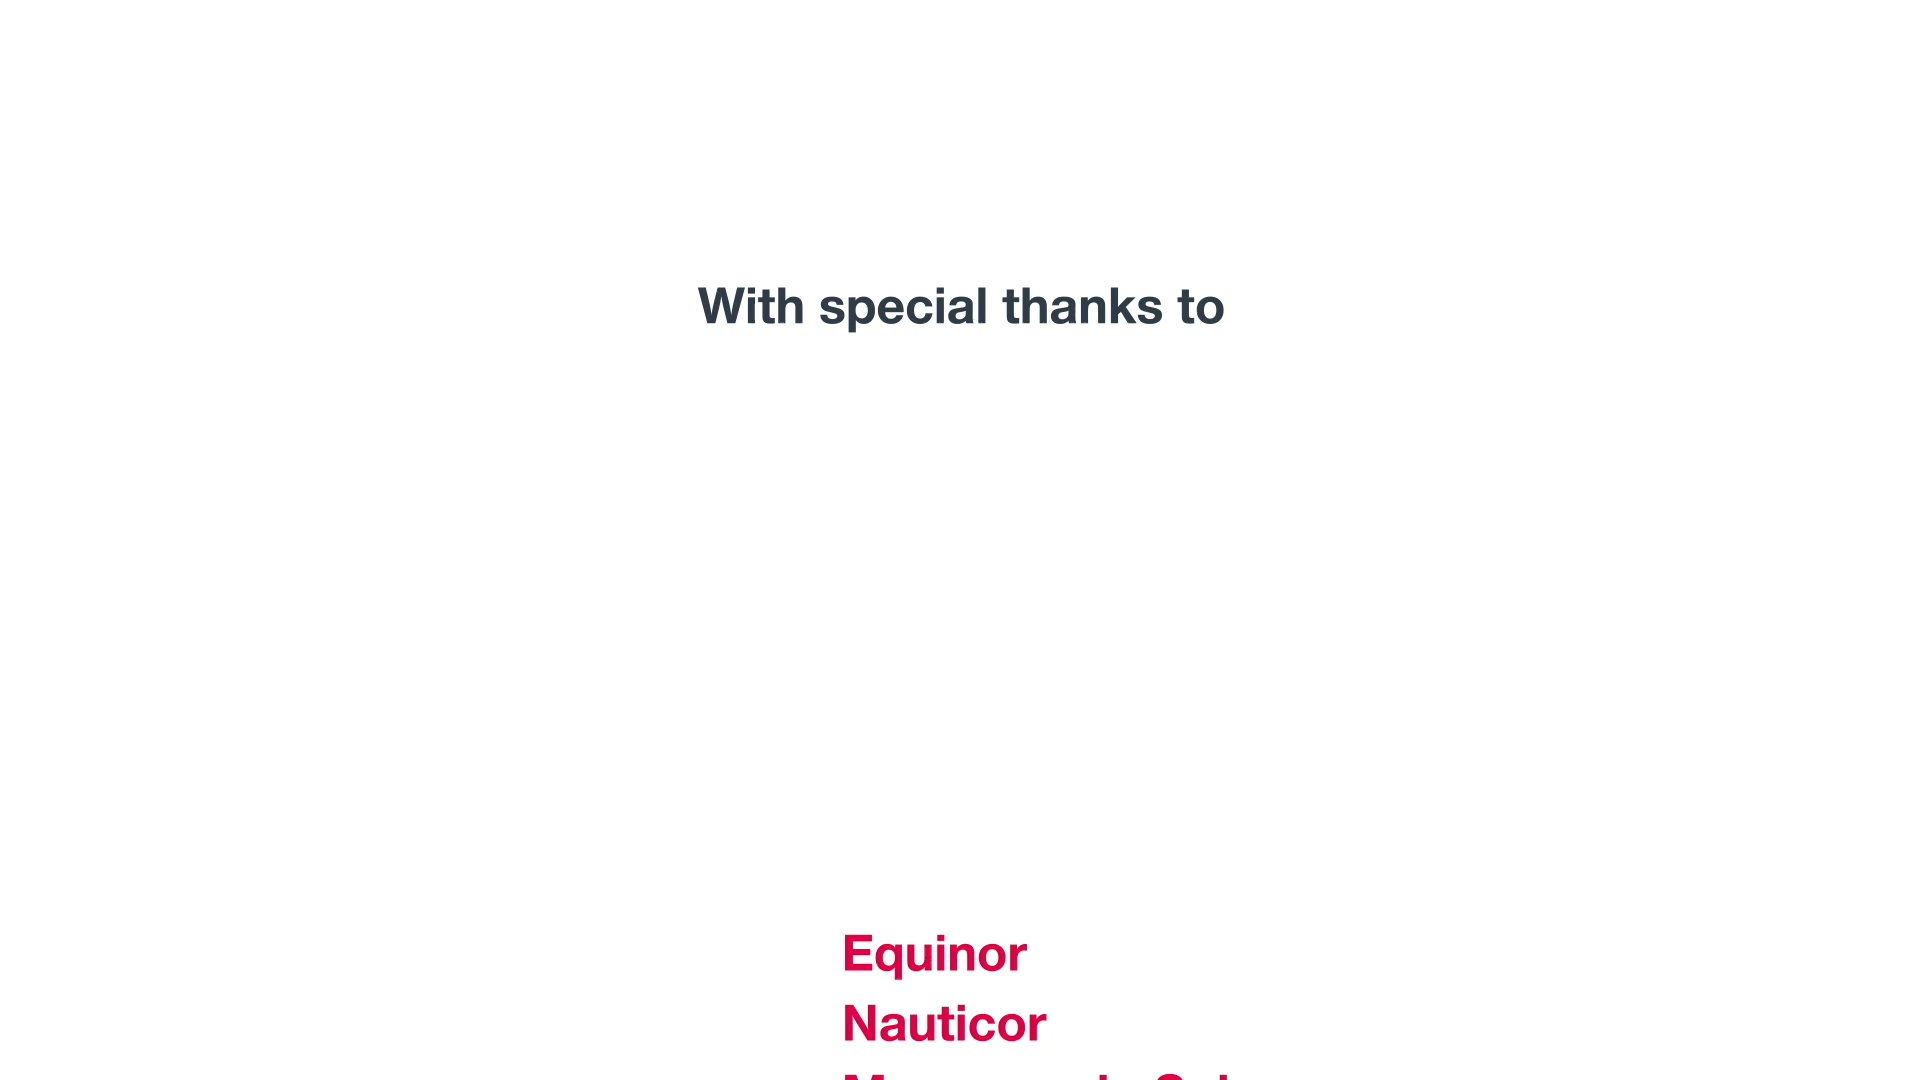 With special thanks to
Equinor
Nauticor